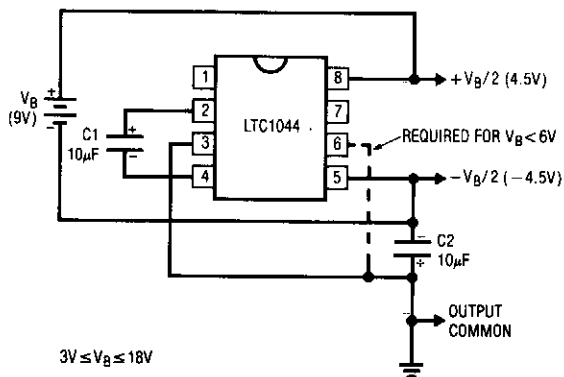 +
V_B
(9V)
−
C1
10µF
+
−
1
2
3
4
LTC1044
8
7
6
5
+V_B/2 (4.5V)
REQUIRED FOR V_B<6V
−V_B/2 (−4.5V)
−
C2
10µF
+
OUTPUT
COMMON
3V≤V_B≤18V